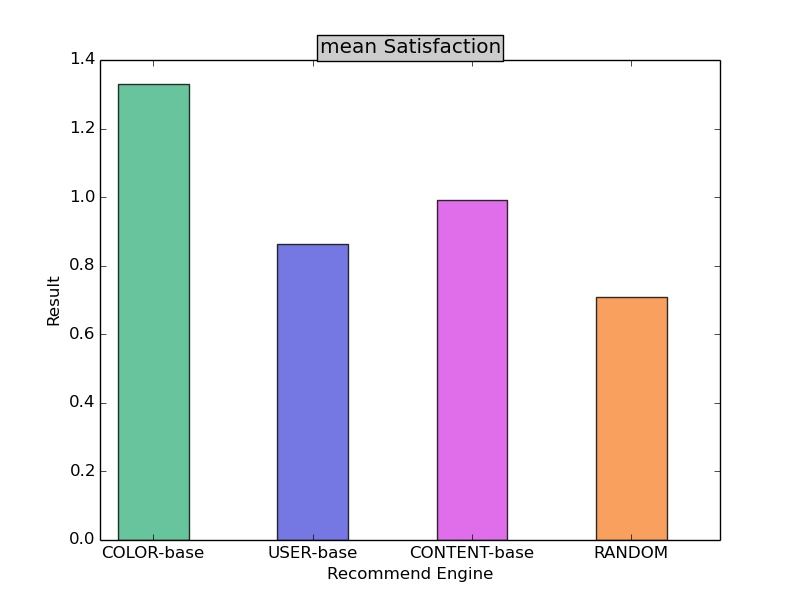 mean Satisfaction
1.4
1.2
1.0
0.8
0.6
0.4
0.2
0.0
Result
COLOR-base USER-base CONTENT-base RANDOM
Recommend Engine